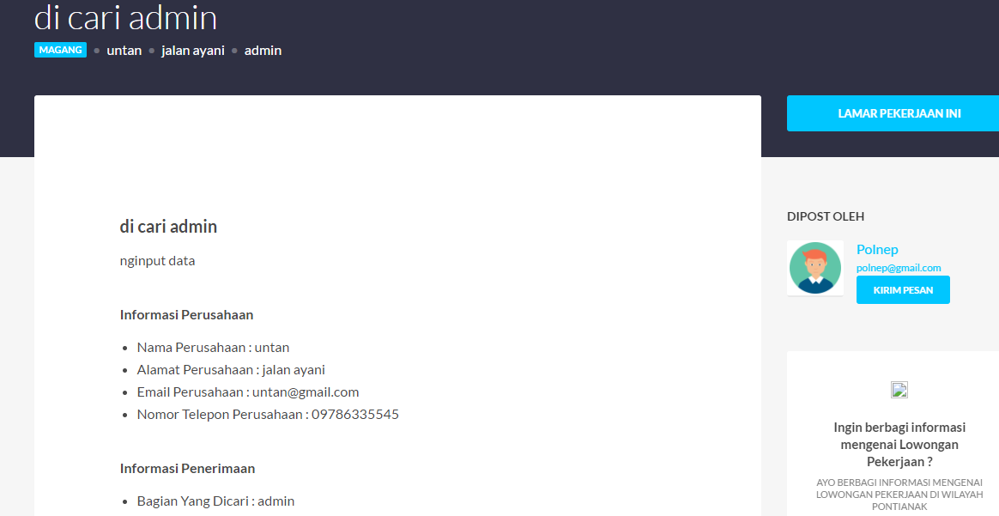 di cari admin
MAGANG untan jalan ayani admin
LAMAR PEKERJAAN INI
di cari admin
nginput data
Informasi Perusahaan
Nama Perusahaan : untan
Alamat Perusahaan : jalan ayani
Email Perusahaan : untan@gmail.com
Nomor Telepon Perusahaan : 09786335545
Informasi Penerimaan
Bagian Yang Dicari : admin
DIPOST OLEH
Polnep
polnep@gmail.com
KIRIM PESAN
Ingin berbagi informasi
mengenai Lowongan
Pekerjaan ?
AYO BERBAGI INFORMASI MENGENAI
LOWONGAN PEKERJAAN DI WILAYAH
PONTIANAK